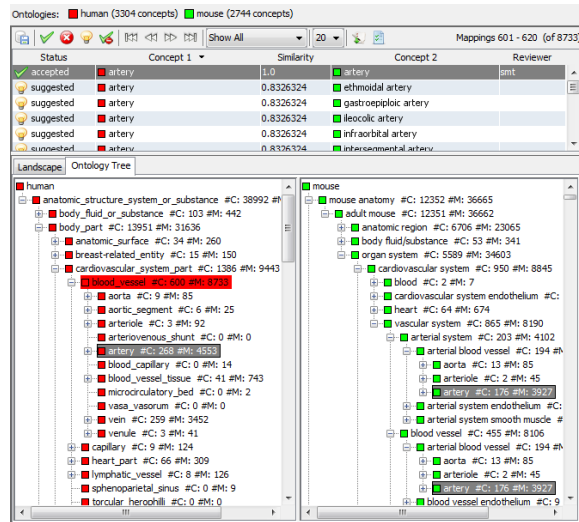 Ontologies: human (3304 concepts) mouse (2744 concepts)
Show All 20 Mappings 601 - 620 (of 8733)
Status Concept 1 Similarity Concept 2 Reviewer
accepted artery 1.0 artery smt
suggested artery 0.8326324 ethmoidal artery
suggested artery 0.8326324 gastroepiploic artery
suggested artery 0.8326324 ileocolic artery
suggested artery 0.8326324 infraorbital artery
suggested artery 0.8326324 intersegmental artery
Landscape Ontology Tree
human
anatomic_structure_system_or_substance #C: 38992
body_fluid_or_substance #C: 103 #M: 442
body_part #C: 13951 #M: 31636
anatomic_surface #C: 34 #M: 260
breast-related_entity #C: 15 #M: 150
cardiovascular_system_part #C: 1386 #M: 9443
blood_vessel #C: 600 #M: 8733
aorta #C: 9 #M: 85
aortic_segment #C: 6 #M: 25
arteriole #C: 3 #M: 92
arteriovenous_shunt #C: 0 #M: 0
artery #C: 268 #M: 4553
blood_capillary #C: 0 #M: 14
blood_vessel_tissue #C: 41 #M: 743
microcirculatory_bed #C: 0 #M: 2
vasa_vasorum #C: 0 #M: 0
vein #C: 259 #M: 3452
venule #C: 3 #M: 41
capillary #C: 9 #M: 124
heart_part #C: 66 #M: 309
lymphatic_vessel #C: 8 #M: 126
sphenoparietal_sinus #C: 0 #M: 9
torcular_herophili #C: 0 #M: 0
mouse
mouse anatomy #C: 12352 #M: 36665
adult mouse #C: 12351 #M: 36662
anatomic region #C: 6706 #M: 23065
body fluid/substance #C: 53 #M: 341
organ system #C: 5589 #M: 34603
cardiovascular system #C: 950 #M: 8845
blood #C: 2 #M: 7
cardiovascular system endothelium #C:
heart #C: 64 #M: 674
vascular system #C: 865 #M: 8190
arterial system #C: 203 #M: 4102
arterial blood vessel #C: 194 #M
aorta #C: 13 #M: 85
arteriole #C: 2 #M: 45
artery #C: 176 #M: 3927
arterial system endothelium #C:
arterial system smooth muscle #
blood vessel #C: 455 #M: 8106
arterial blood vessel #C: 194 #M
aorta #C: 13 #M: 85
arteriole #C: 2 #M: 45
artery #C: 176 #M: 3927
blood vessel endothelium #C: 9